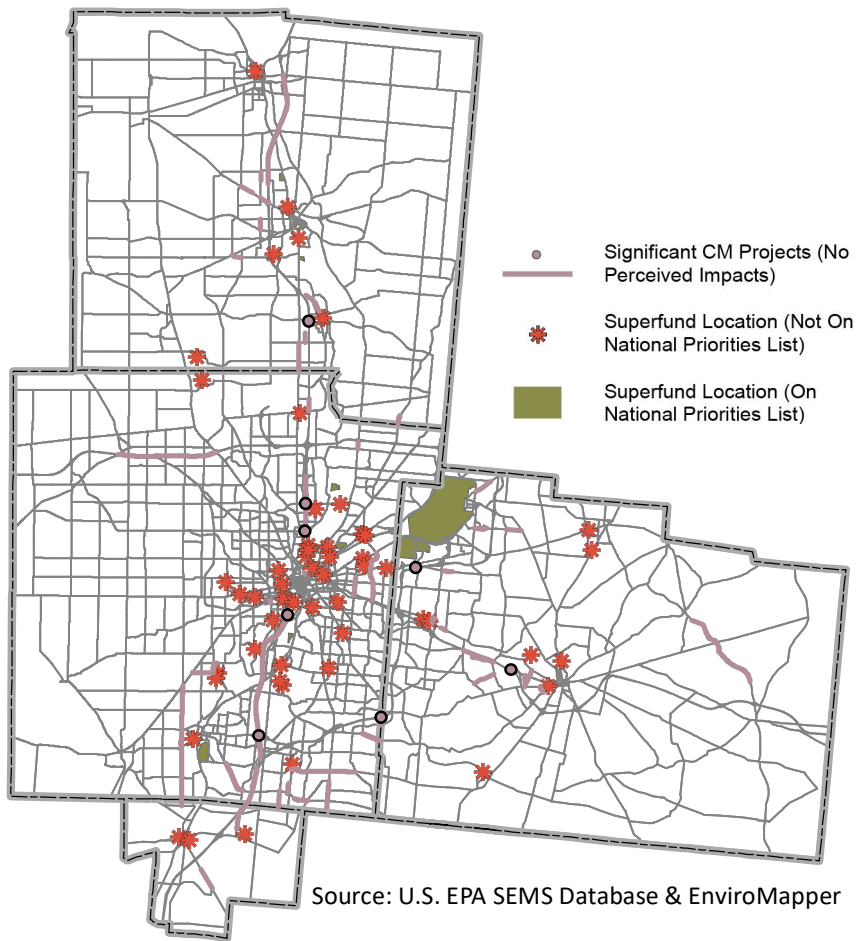 Significant CM Projects (No
Perceived Impacts)
Superfund Location (Not On
National Priorities List)
Superfund Location (On
National Priorities List)
Source: U.S. EPA SEMS Database & EnviroMapper